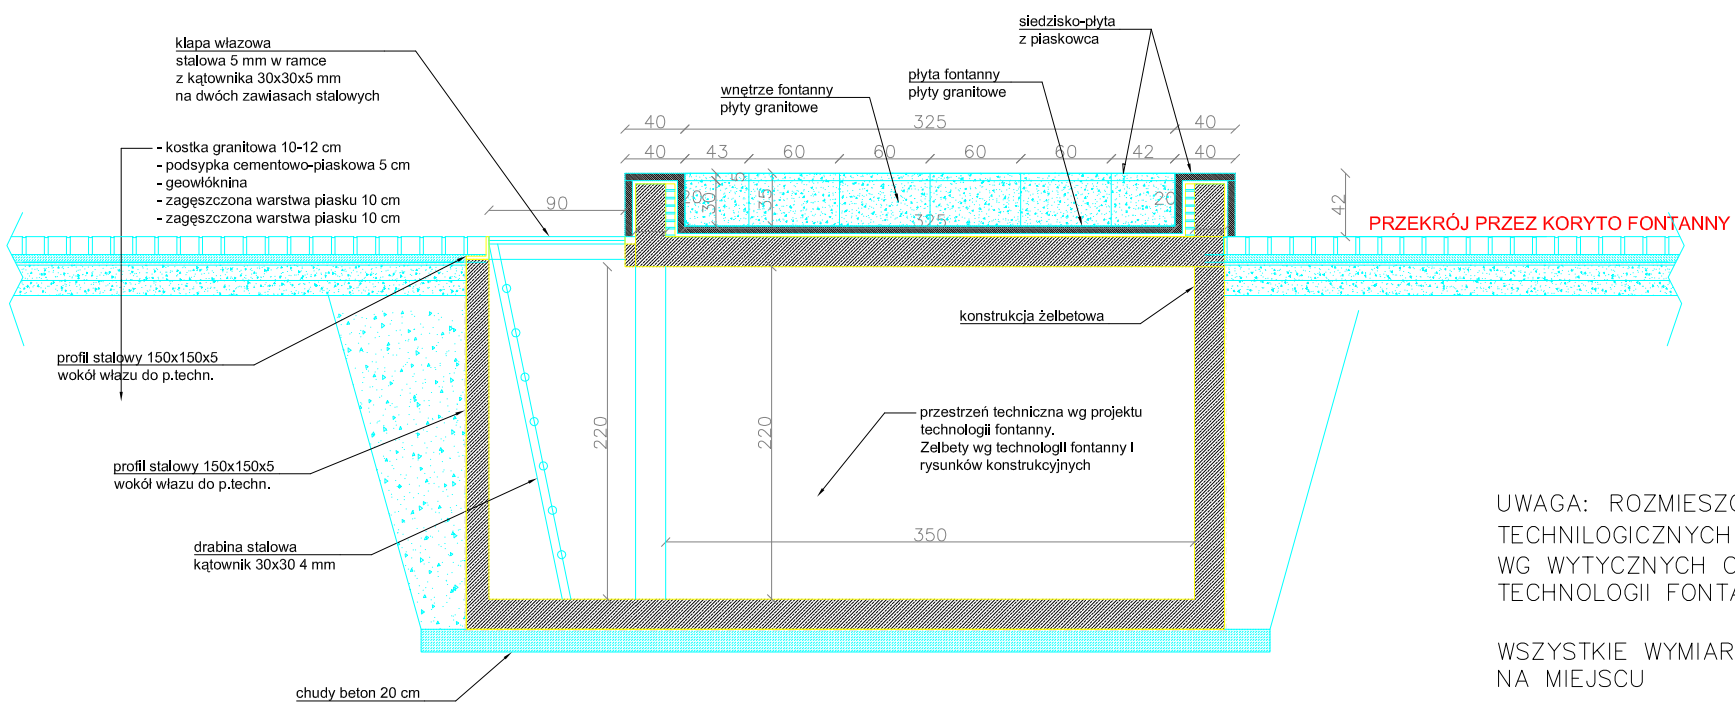 klapa włazowa
stalowa 5 mm w ramce
z kątownika 30x30x5 mm
na dwóch zawiasach stalowych
- kostka granitowa 10-12 cm
- podsypka cementowo-piaskowa 5 cm
- geowłóknina
- zagęszczona warstwa piasku 10 cm
- zagęszczona warstwa piasku 10 cm
siedzisko-płyta
z piaskowca
płyta fontanny
płyty granitowe
wnętrze fontanny
płyty granitowe
40 325 40
40 43 60 60 60 60 42 40
90
20
30
5
35
325
20
42
PRZEKRÓJ PRZEZ KORYTO FONTANNY
konstrukcja żelbetowa
profil stalowy 150x150x5
wokół włazu do p.techn.
przestrzeń techniczna wg projektu
technologii fontanny.
Zelbety wg technologii fontanny i
rysunków konstrukcyjnych
220
220
profil stalowy 150x150x5
wokół włazu do p.techn.
350
drabina stalowa
kątownik 30x30 4 mm
chudy beton 20 cm
UWAGA: ROZMIESZC
TECHNILOGICZNYCH
WG WYTYCZNYCH
TECHNOLOGII FONTA
WSZYSTKIE WYMIAR
NA MIEJSCU